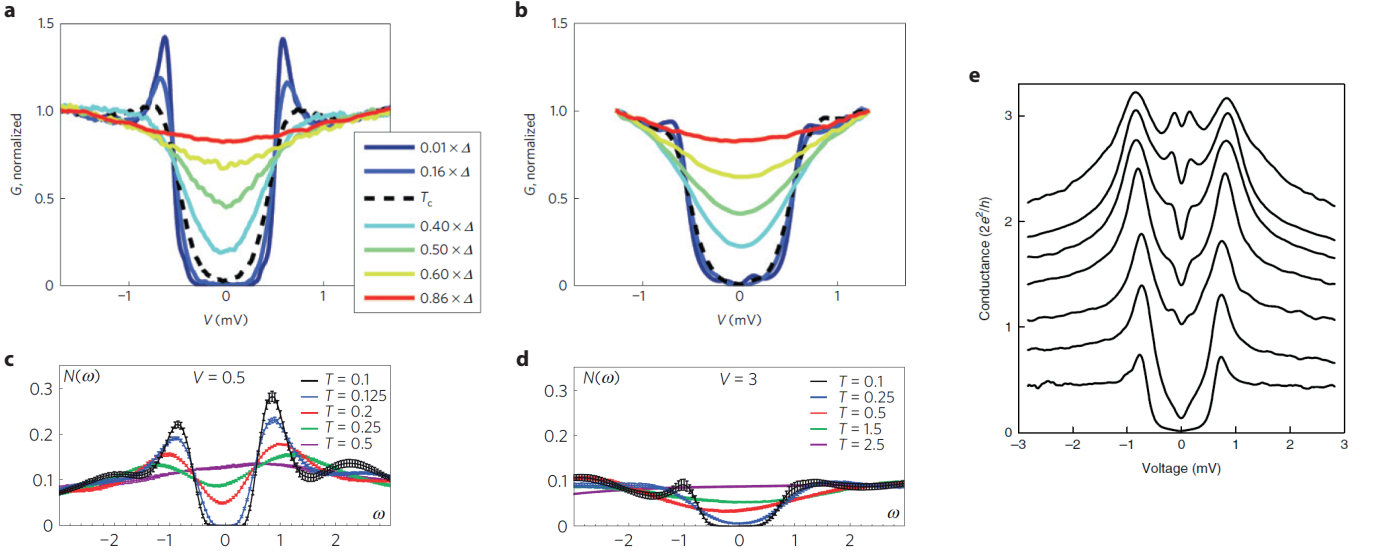 a
1.5
1.0
0.5
0
G, normalized
−1
0
1
V (mV)
0.01 × Δ
0.16 × Δ
Tc
0.40 × Δ
0.50 × Δ
0.60 × Δ
0.86 × Δ
b
1.5
1.0
0.5
0
G, normalized
−1
0
1
V (mV)
c
N(ω)
V = 0.5
T = 0.1
T = 0.125
T = 0.2
T = 0.25
T = 0.5
0.3
0.2
0.1
0
−2
−1
0
1
2
ω
d
N(ω)
V = 3
T = 0.1
T = 0.25
T = 0.5
T = 1.5
T = 2.5
0.3
0.2
0.1
0
−2
−1
0
1
2
ω
e
Conductance (2e²/h)
3
2
1
0
−3
−2
−1
0
1
2
3
Voltage (mV)